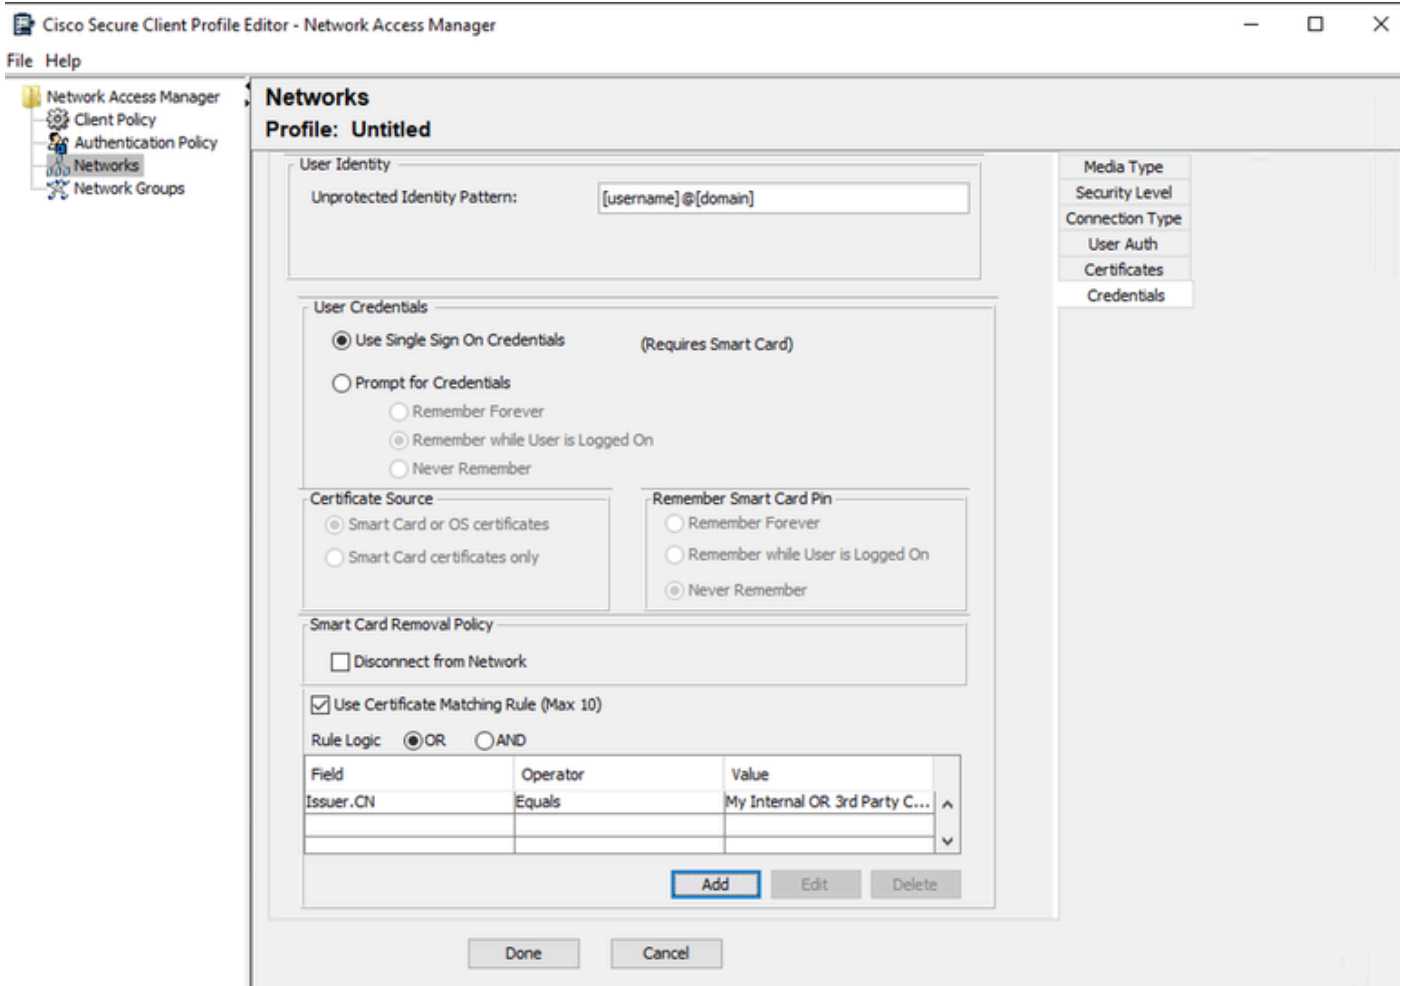 Cisco Secure Client Profile Editor - Network Access Manager
File Help
Network Access Manager
Client Policy
Authentication Policy
Networks
Network Groups
Networks
Profile: Untitled
User Identity
Unprotected Identity Pattern:
[username]@[domain]
User Credentials
Use Single Sign On Credentials
(Requires Smart Card)
Prompt for Credentials
Remember Forever
Remember while User is Logged On
Never Remember
Certificate Source
Smart Card or OS certificates
Smart Card certificates only
Remember Smart Card Pin
Remember Forever
Remember while User is Logged On
Never Remember
Smart Card Removal Policy
Disconnect from Network
Use Certificate Matching Rule (Max 10)
Rule Logic OR AND
Field Operator Value
Issuer.CN Equals My Internal OR 3rd Party C...
Add Edit Delete
Done Cancel
Media Type
Security Level
Connection Type
User Auth
Certificates
Credentials